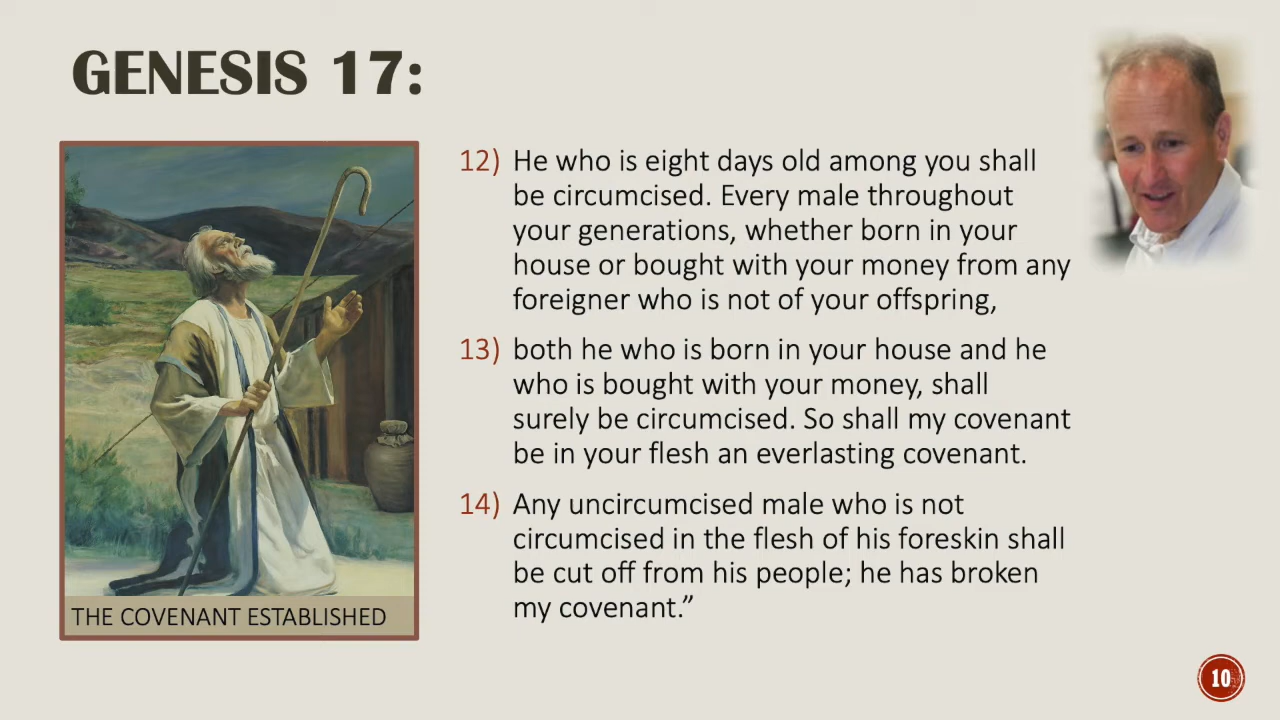 GENESIS 17:
12) He who is eight days old among you shall
be circumcised. Every male throughout
your generations, whether born in your
house or bought with your money from any
foreigner who is not of your offspring,
13) both he who is born in your house and he
who is bought with your money, shall
surely be circumcised. So shall my covenant
be in your flesh an everlasting covenant.
14) Any uncircumcised male who is not
circumcised in the flesh of his foreskin shall
be cut off from his people; he has broken
my covenant.”
THE COVENANT ESTABLISHED
10